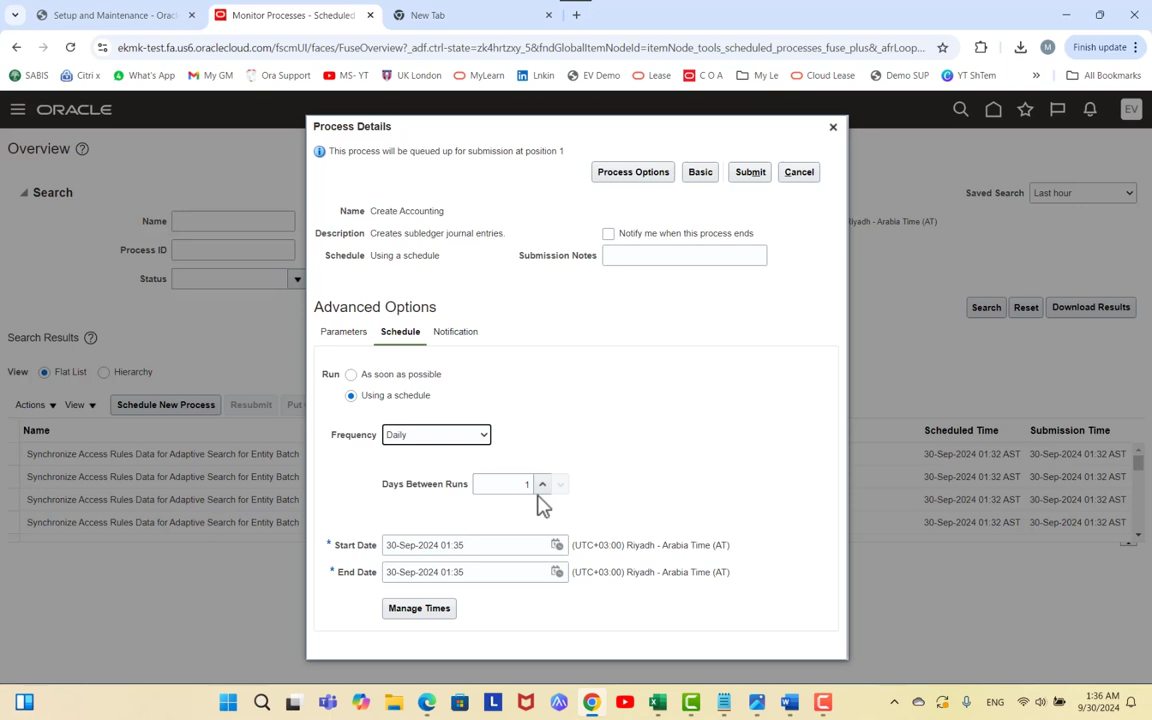 Setup and Maintenance - Oracl
Monitor Processes - Scheduled
New Tab
ekmk-test.fa.us6.oraclecloud.com/fscmUI/faces/FuseOverview?_adf.ctrl-state=zk4hrtzxy_5&fndGlobalItemNodeId=itemNode_tools_scheduled_processes_fuse_plus&_afrLoop...
M
Finish update
SABIS
Citri x
What's App
My GM
Ora Support
MS- YT
UK London
MyLearn
Lnkin
EV Demo
Lease
C O A
My Le
Cloud Lease
Demo SUP
YT ShTem
»
All Bookmarks
ORACLE
EV
Overview
Search
Saved Search
Last hour
Name
iyadh - Arabia Time (AT)
Process ID
Status
Search
Reset
Download Results
Search Results
View
Flat List
Hierarchy
Actions
View
Schedule New Process
Resubmit
Put
Name
Scheduled Time
Submission Time
Synchronize Access Rules Data for Adaptive Search for Entity Batch
30-Sep-2024 01:32 AST
30-Sep-2024 01:32 AST
Synchronize Access Rules Data for Adaptive Search for Entity Batch
30-Sep-2024 01:32 AST
30-Sep-2024 01:32 AST
Synchronize Access Rules Data for Adaptive Search for Entity Batch
30-Sep-2024 01:32 AST
30-Sep-2024 01:32 AST
Synchronize Access Rules Data for Adaptive Search for Entity Batch
30-Sep-2024 01:32 AST
30-Sep-2024 01:32 AST
Process Details
This process will be queued up for submission at position 1
Process Options
Basic
Submit
Cancel
Name Create Accounting
Description Creates subledger journal entries.
Notify me when this process ends
Schedule Using a schedule
Submission Notes
Advanced Options
Parameters
Schedule
Notification
Run
As soon as possible
Using a schedule
Frequency
Daily
Days Between Runs
1
* Start Date
30-Sep-2024 01:35
(UTC+03:00) Riyadh - Arabia Time (AT)
* End Date
30-Sep-2024 01:35
(UTC+03:00) Riyadh - Arabia Time (AT)
Manage Times
ENG
1:36 AM
9/30/2024